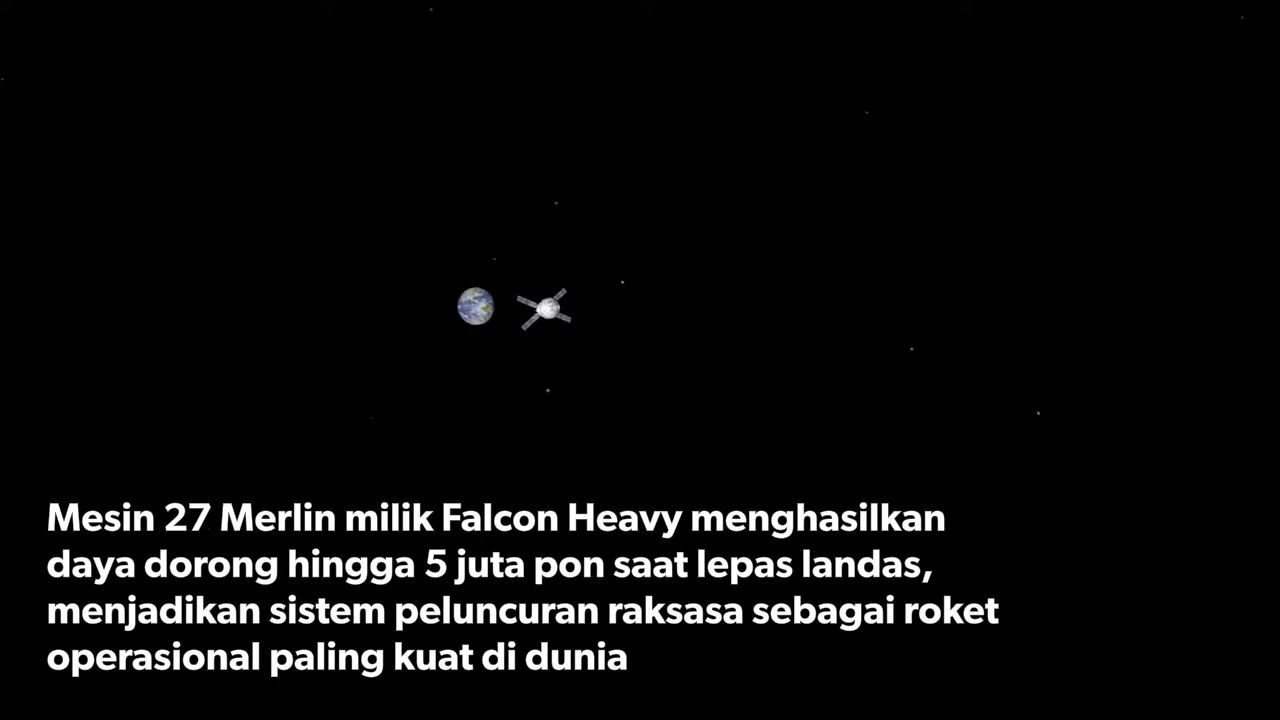 Mesin 27 Merlin milik Falcon Heavy menghasilkan
daya dorong hingga 5 juta pon saat lepas landas,
menjadikan sistem peluncuran raksasa sebagai roket
operasional paling kuat di dunia